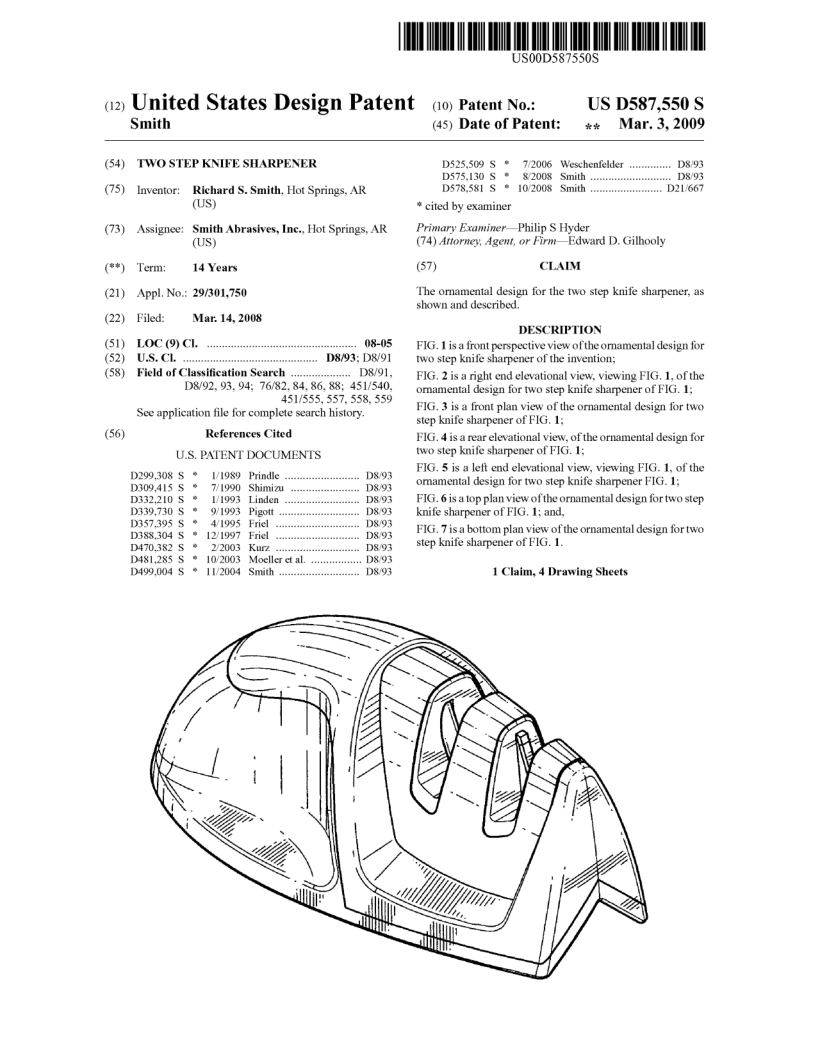 US00D587550S
(12) United States Design Patent
Smith
(10) Patent No.: US D587,550 S
(45) Date of Patent: ** Mar. 3, 2009
(54) TWO STEP KNIFE SHARPENER
(75) Inventor: Richard S. Smith, Hot Springs, AR
(US)
(73) Assignee: Smith Abrasives, Inc., Hot Springs, AR
(US)
(**) Term: 14 Years
(21) Appl. No.: 29/301,750
(22) Filed: Mar. 14, 2008
(51) LOC (9) Cl. .................................................. 08-05
(52) U.S. Cl. ............................................. D8/93; D8/91
(58) Field of Classification Search .................... D8/91,
D8/92, 93, 94; 76/82, 84, 86, 88; 451/540,
451/555, 557, 558, 559
See application file for complete search history.
(56) References Cited
U.S. PATENT DOCUMENTS
D299,308 S * 1/1989 Prindle ......................... D8/93
D309,415 S * 7/1990 Shimizu ....................... D8/93
D332,210 S * 1/1993 Linden ......................... D8/93
D339,730 S * 9/1993 Pigott ........................... D8/93
D357,395 S * 4/1995 Friel ............................ D8/93
D388,304 S * 12/1997 Friel ............................ D8/93
D470,382 S * 2/2003 Kurz ............................ D8/93
D481,285 S * 10/2003 Moeller et al. ................. D8/93
D499,004 S * 11/2004 Smith ........................... D8/93
D525,509 S * 7/2006 Weschenfelder .............. D8/93
D575,130 S * 8/2008 Smith ........................... D8/93
D578,581 S * 10/2008 Smith ........................ D21/667
* cited by examiner
Primary Examiner—Philip S Hyder
(74) Attorney, Agent, or Firm—Edward D. Gilhooly
(57) CLAIM
The ornamental design for the two step knife sharpener, as
shown and described.
DESCRIPTION
FIG. 1 is a front perspective view of the ornamental design for
two step knife sharpener of the invention;
FIG. 2 is a right end elevational view, viewing FIG. 1, of the
ornamental design for two step knife sharpener of FIG. 1;
FIG. 3 is a front plan view of the ornamental design for two
step knife sharpener of FIG. 1;
FIG. 4 is a rear elevational view, of the ornamental design for
two step knife sharpener of FIG. 1;
FIG. 5 is a left end elevational view, viewing FIG. 1, of the
ornamental design for two step knife sharpener FIG. 1;
FIG. 6 is a top plan view of the ornamental design for two step
knife sharpener of FIG. 1; and,
FIG. 7 is a bottom plan view of the ornamental design for two
step knife sharpener of FIG. 1.
1 Claim, 4 Drawing Sheets